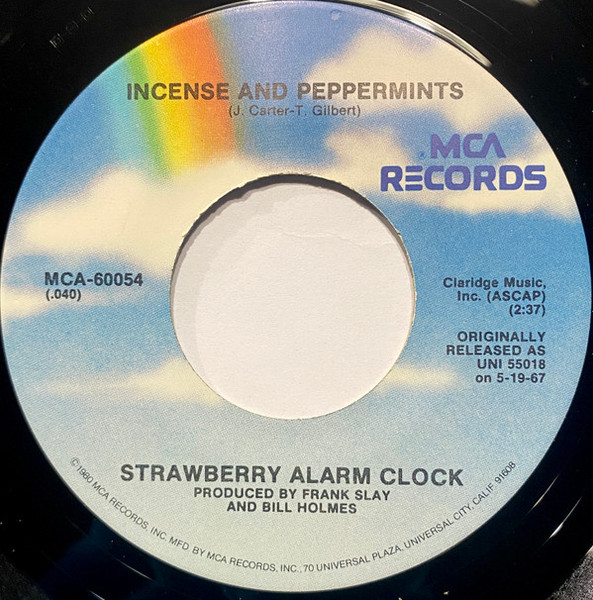 INCENSE AND PEPPERMINTS
(J. Carter-T. Gilbert)
MCA
RECORDS
MCA-60054
(.040)
Claridge Music,
Inc. (ASCAP)
(2:37)
ORIGINALLY
RELEASED AS
UNI 55018
on 5-19-67
STRAWBERRY ALARM CLOCK
PRODUCED BY FRANK SLAY
AND BILL HOLMES
©1980 MCA RECORDS, INC. MFD. BY MCA RECORDS, INC., 70 UNIVERSAL PLAZA, UNIVERSAL CITY, CALIF. 91608